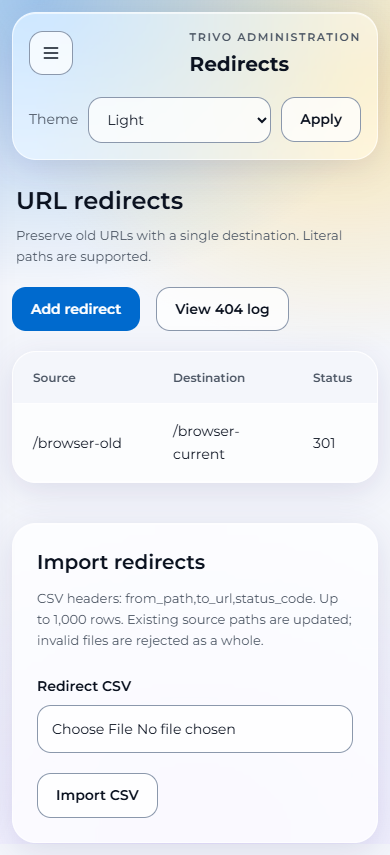 TRIVO ADMINISTRATION
Redirects
Theme
Light
Apply
URL redirects
Preserve old URLs with a single destination. Literal
paths are supported.
Add redirect
View 404 log
Source
Destination
Status
/browser-old
/browser-
current
301
Import redirects
CSV headers: from_path,to_url,status_code. Up
to 1,000 rows. Existing source paths are updated;
invalid files are rejected as a whole.
Redirect CSV
Choose File No file chosen
Import CSV